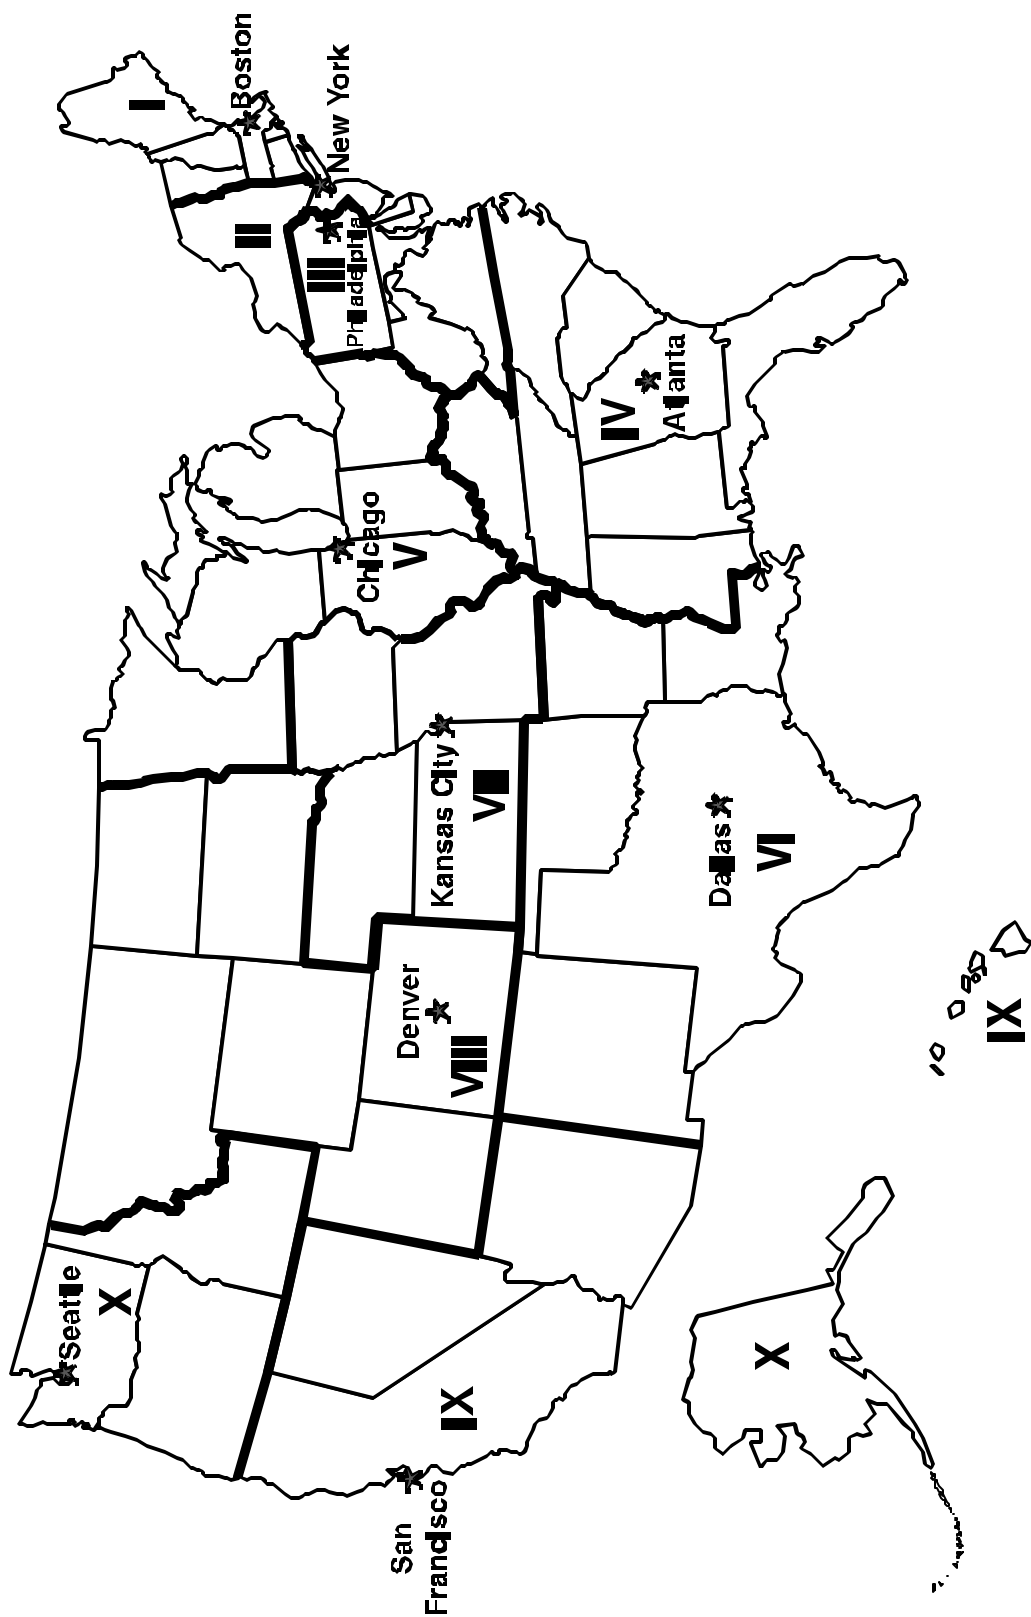 I
Boston
New York
II
III
Philadelphia
IV
Atlanta
Chicago
V
Kansas City
VII
Dallas
VI
Denver
VIII
IX
Seattle
X
X
IX
San
Francisco